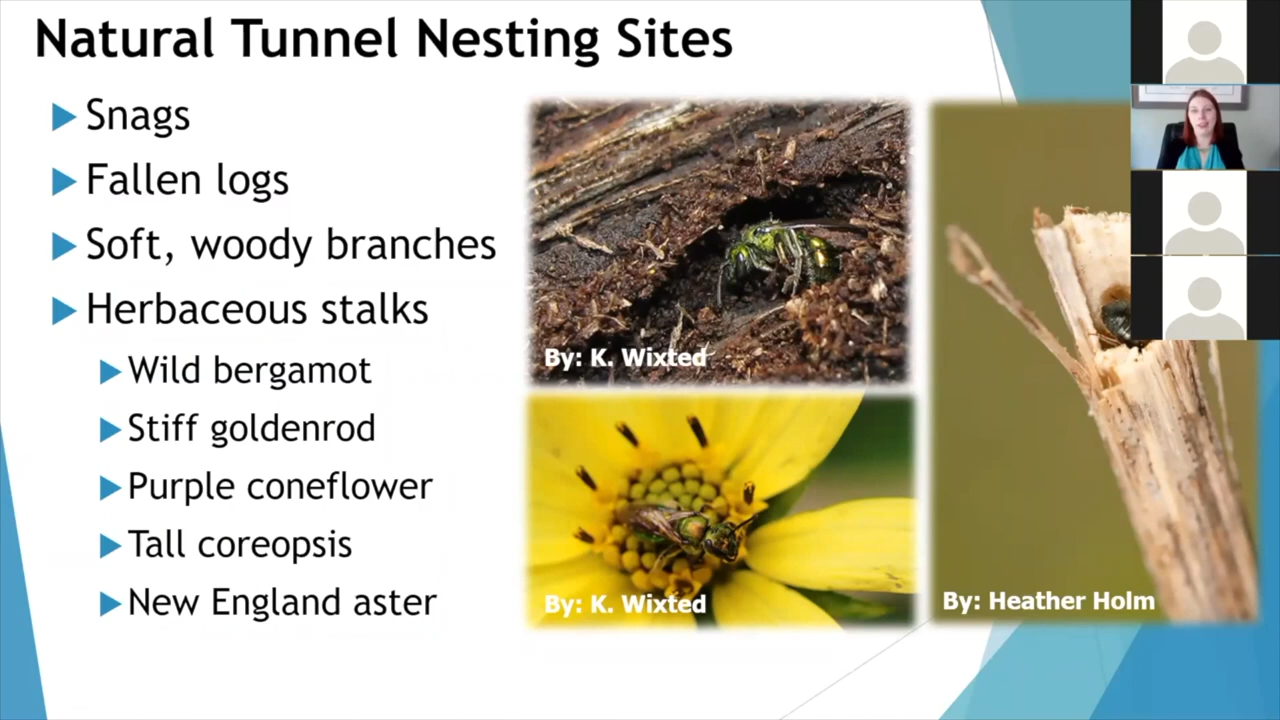 Natural Tunnel Nesting Sites
Snags
Fallen logs
Soft, woody branches
Herbaceous stalks
Wild bergamot
Stiff goldenrod
Purple coneflower
Tall coreopsis
New England aster
By: K. Wixted
By: K. Wixted
By: Heather Holm